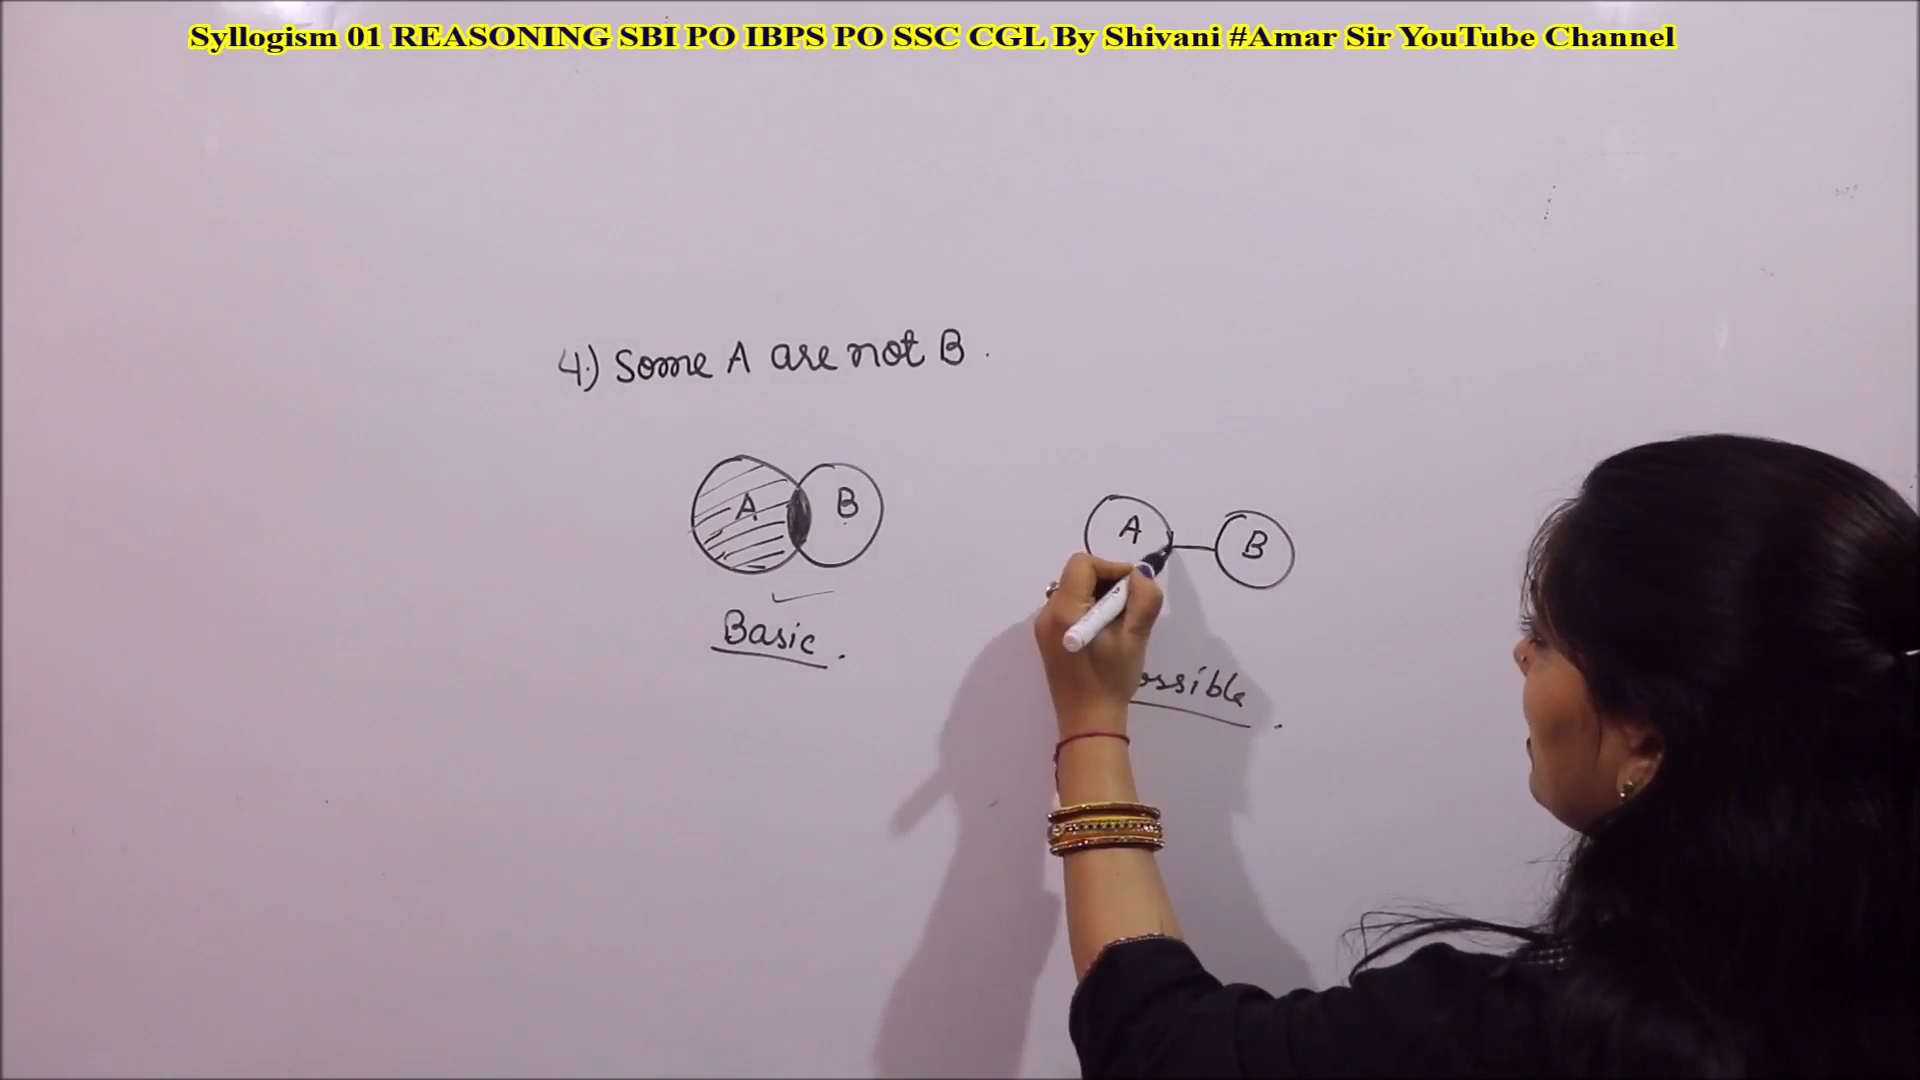 Syllogism 01 REASONING SBI PO IBPS PO SSC CGL By Shivani #Amar Sir YouTube Channel
4.) Some A are not B.
A B
A B
Basic.